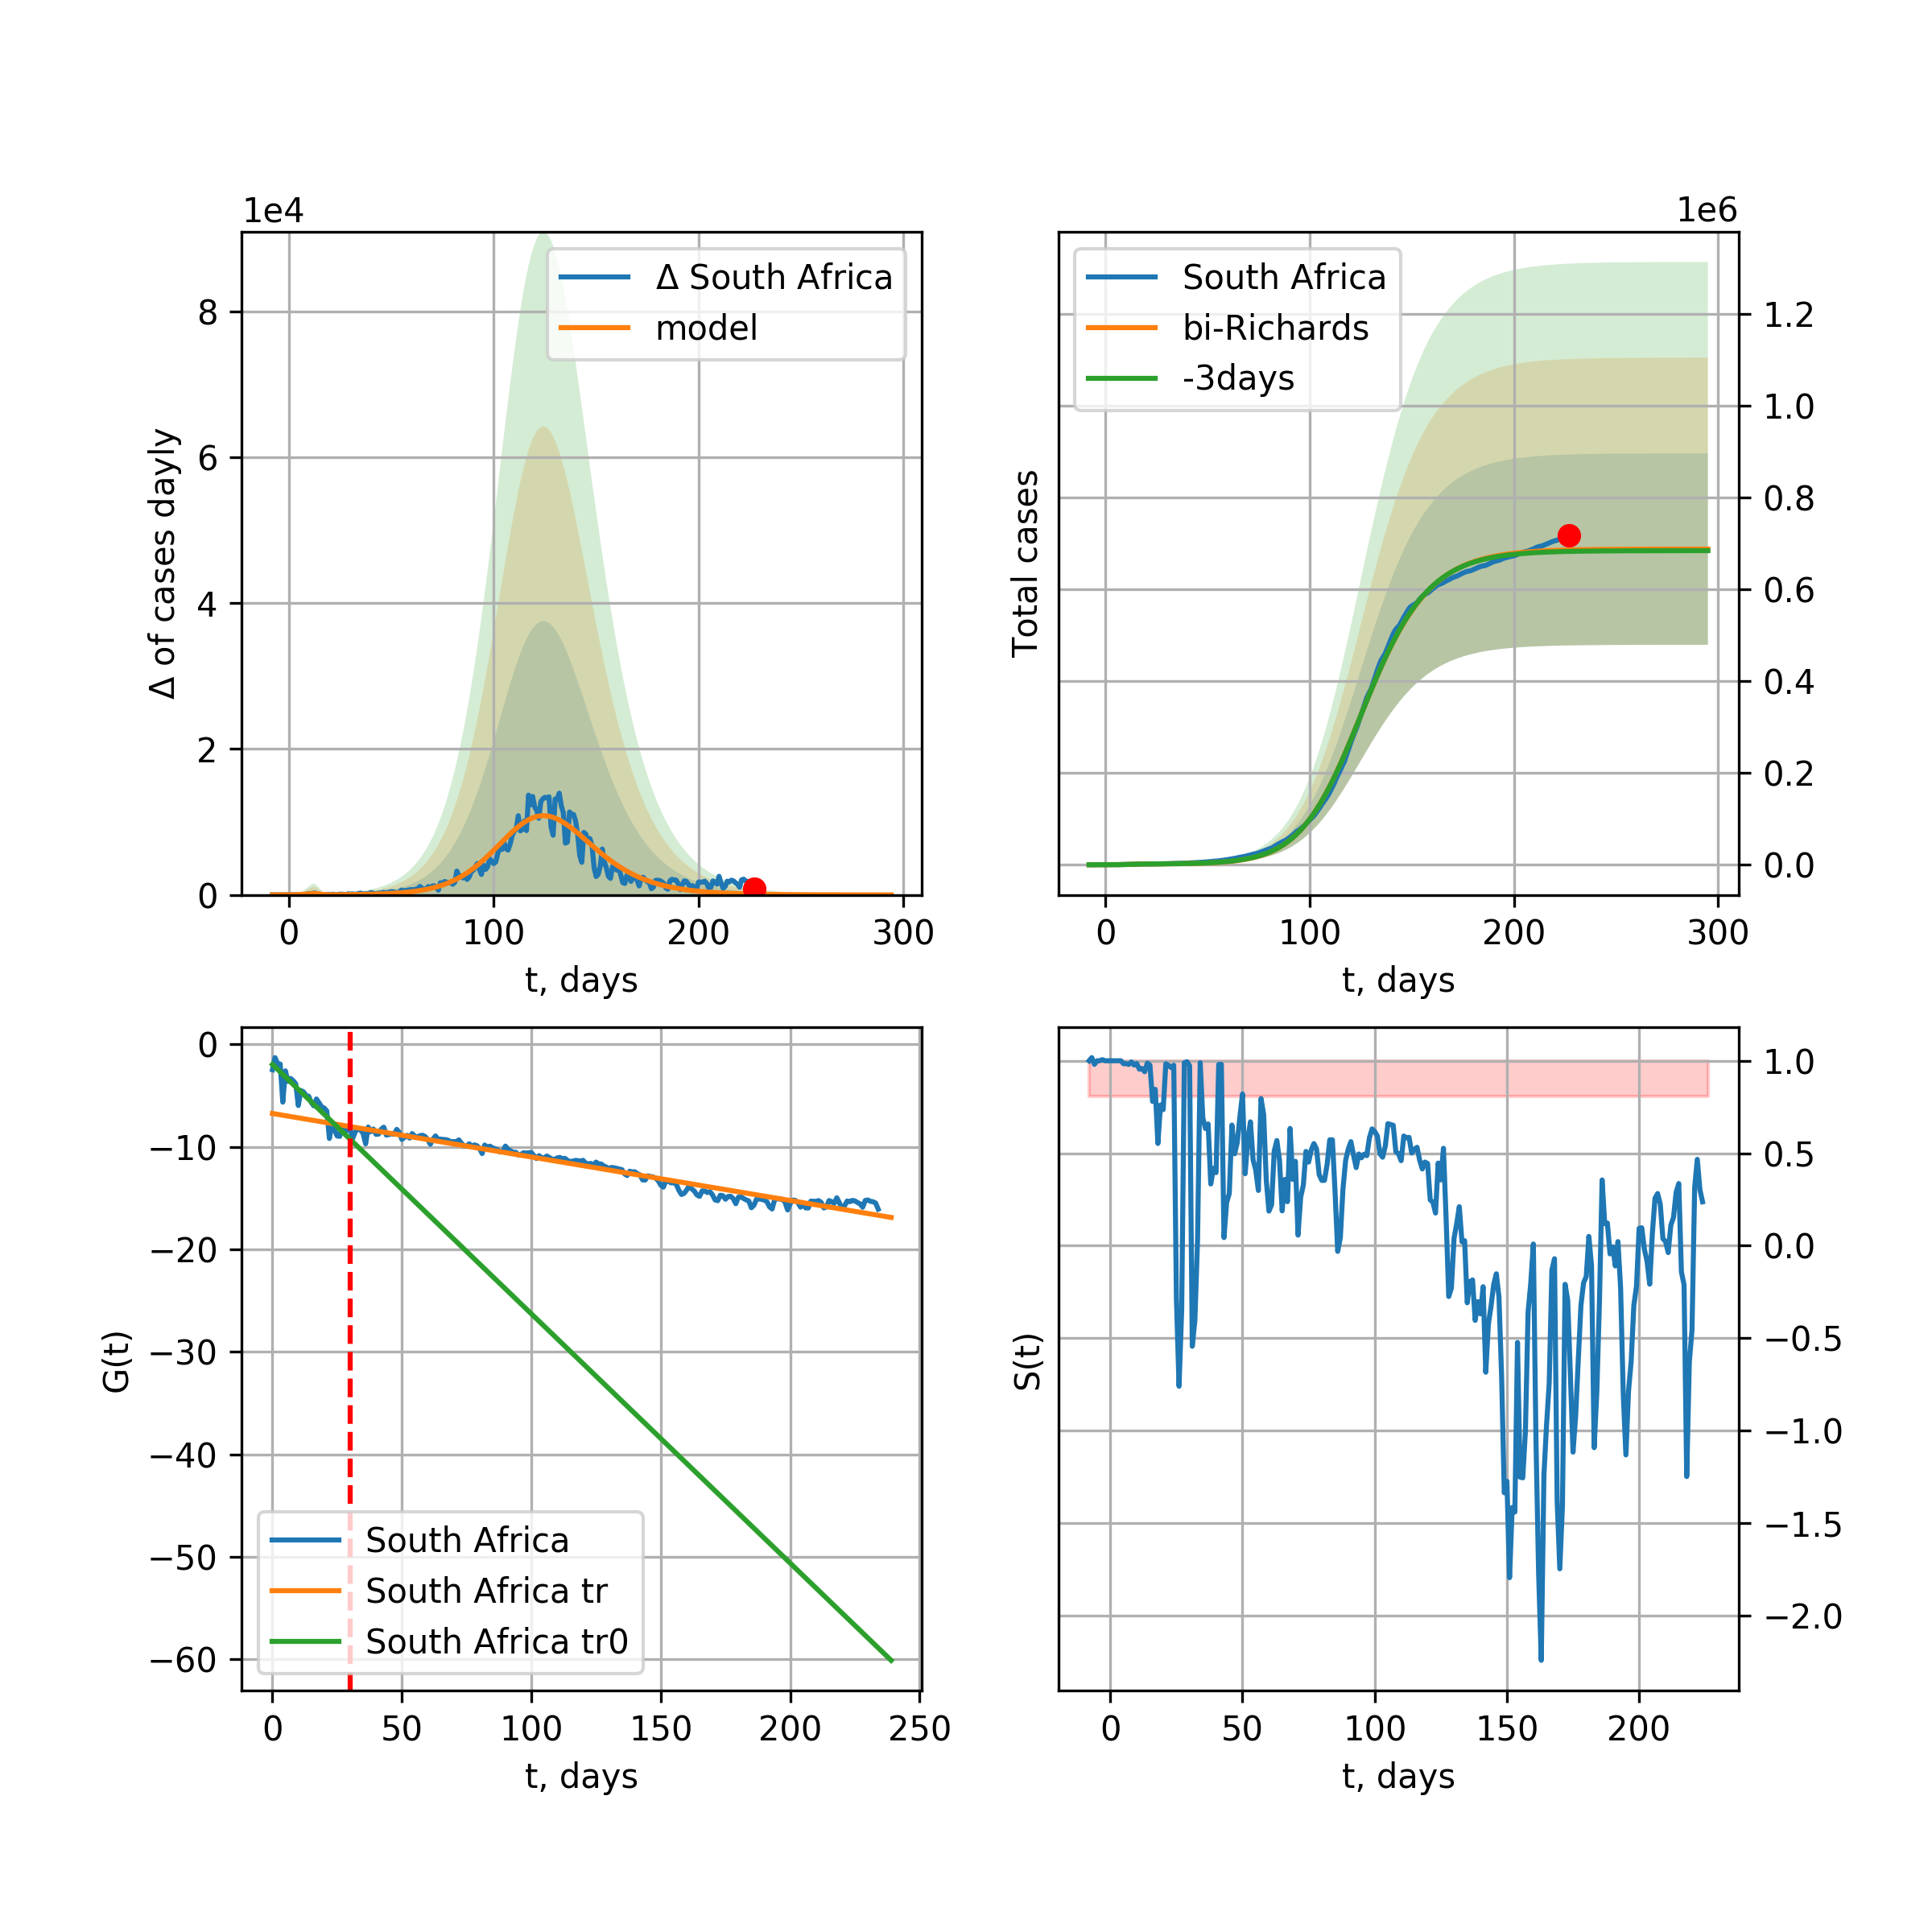 1e4
Δ South Africa
model
8
6
4
2
0
Δ of cases dayly
0 100 200 300
t, days
1e6
South Africa
bi-Richards
-3days
1.2
1.0
0.8
0.6
0.4
0.2
0.0
Total cases
0 100 200 300
t, days
0
−10
−20
−30
−40
−50
−60
G(t)
South Africa
South Africa tr
South Africa tr0
0 50 100 150 200 250
t, days
1.0
0.5
0.0
−0.5
−1.0
−1.5
−2.0
S(t)
0 50 100 150 200
t, days